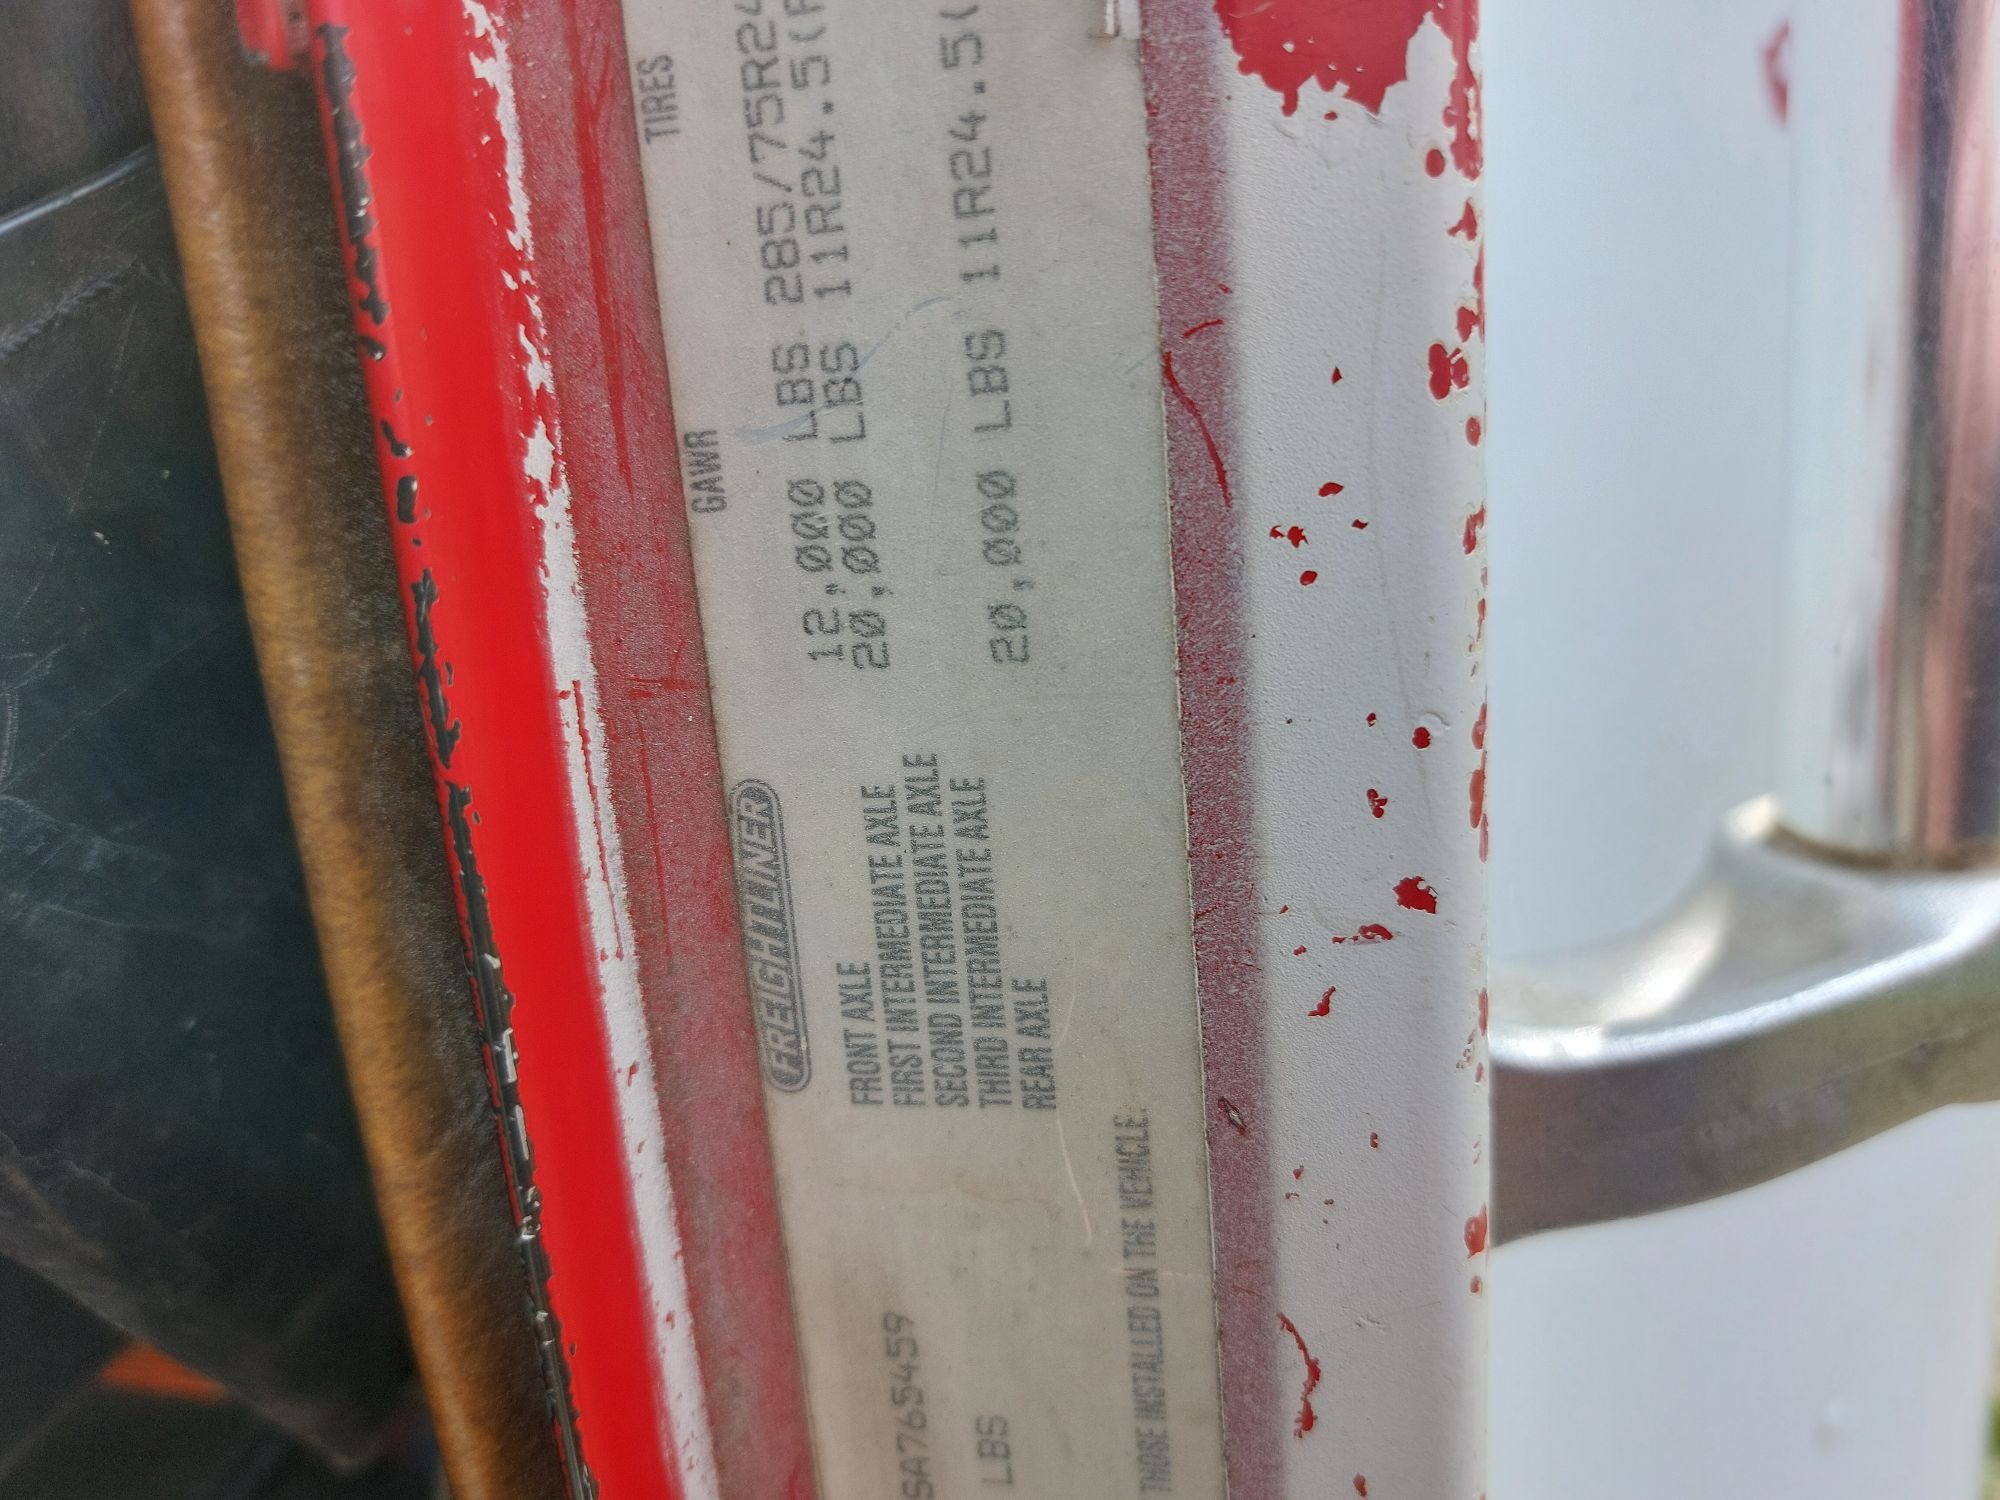 GAWR TIRES
FREIGHTLINER
12,000 LBS 285/75R24
20,000 LBS 11R24.5(
20,000 LBS 11R24.5(
FRONT AXLE
FIRST INTERMEDIATE AXLE
SECOND INTERMEDIATE AXLE
THIRD INTERMEDIATE AXLE
REAR AXLE
SA765459
LBS
THOSE INSTALLED ON THE VEHICLE.